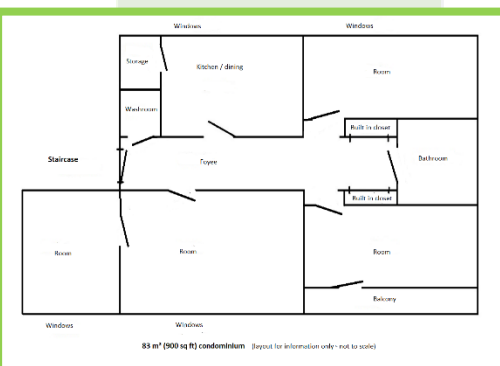 Windows
Windows
Storage
Kitchen / dining
Room
Washroom
Built in closet
Staircase
Foyee
Bathroom
Built in closet
Room
Room
Room
Balcony
Windows
Windows
83 m² (900 sq ft) condominium (layout for information only - not to scale)